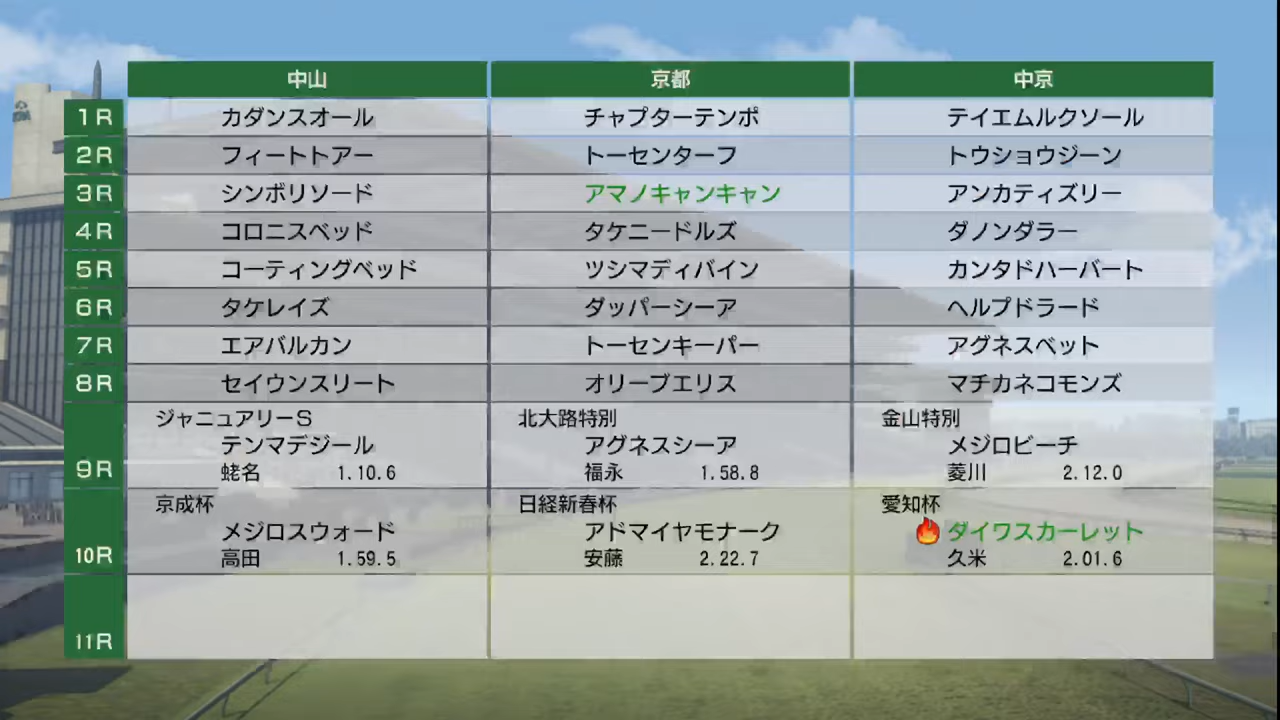 中山 京都 中京
1R カダンスオール チャプターテンポ テイエムルクソール
2R フィートトアー トーセンターフ トウショウジーン
3R シンボリソード アマノキャンキャン アンカティズリー
4R コロニスベッド タケニードルズ ダノンダラー
5R コーティングベッド ツシマディバイン カンタドハーバート
6R タケレイズ ダッパーシーア ヘルプドラード
7R エアバルカン トーセンキーパー アグネスベット
8R セイウンスリート オリーブエリス マチカネコモンズ
ジャニュアリーS 北大路特別 金山特別
テンマデジール アグネスシーア メジロビーチ
9R 蛯名 1.10.6 福永 1.58.8 菱川 2.12.0
京成杯 日経新春杯 愛知杯
メジロスウォード アドマイヤモナーク ダイワスカーレット
10R 高田 1.59.5 安藤 2.22.7 久米 2.01.6
11R